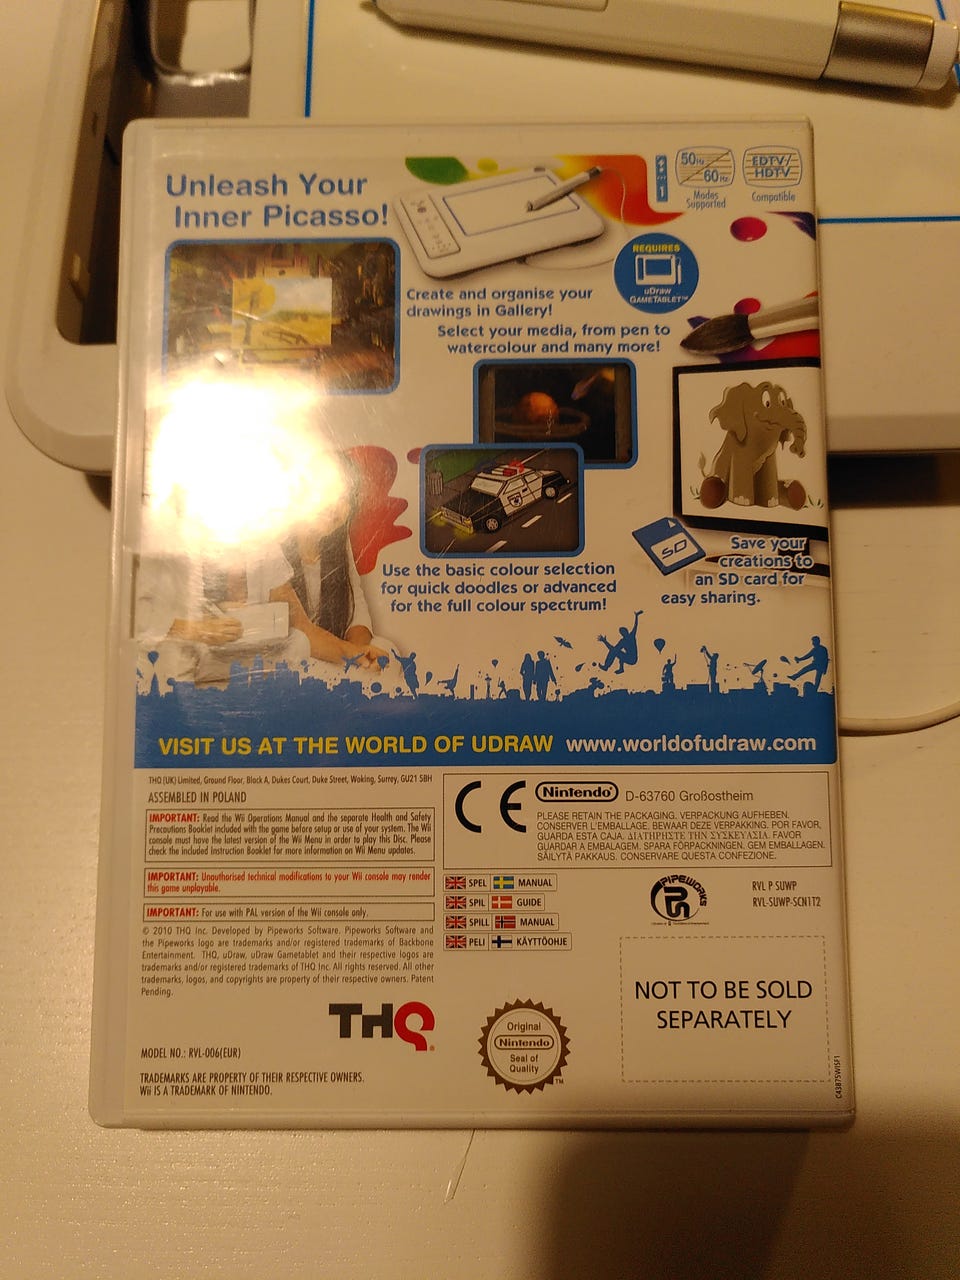 Unleash Your
Inner Picasso!
50Hz
60Hz
Modes
Supported
EDTV/
HDTV
Compatible
1
REQUIRES
uDraw
GAMETABLET™
Create and organise your
drawings in Gallery!
Select your media, from pen to
watercolour and many more!
Use the basic colour selection
for quick doodles or advanced
for the full colour spectrum!
SD
Save your
creations to
an SD card for
easy sharing.
VISIT US AT THE WORLD OF UDRAW www.worldofudraw.com
THQ (UK) Limited, Ground Floor, Block A, Dukes Court, Duke Street, Woking, Surrey, GU21 5BH
ASSEMBLED IN POLAND
IMPORTANT: Read the Wii Operations Manual and the separate Health and Safety
Precautions Booklet included with the game before setup or use of your system. The Wii
console must have the latest version of the Wii Menu in order to play this Disc. Please
check the included Instruction Booklet for more information on Wii Menu updates.
IMPORTANT: Unauthorised technical modifications to your Wii console may render
this game unplayable.
IMPORTANT: For use with PAL version of the Wii console only.
© 2010 THQ Inc. Developed by Pipeworks Software. Pipeworks Software and
the Pipeworks logo are trademarks and/or registered trademarks of Backbone
Entertainment. THQ, uDraw, uDraw Gametablet and their respective logos are
trademarks and/or registered trademarks of THQ Inc. All rights reserved. All other
trademarks, logos, and copyrights are property of their respective owners. Patent
Pending.
THQ
MODEL NO.: RVL-006(EUR)
TRADEMARKS ARE PROPERTY OF THEIR RESPECTIVE OWNERS.
Wii IS A TRADEMARK OF NINTENDO.
CE
Nintendo
D-63760 Großostheim
PLEASE RETAIN THE PACKAGING. VERPACKUNG AUFHEBEN.
CONSERVER L'EMBALLAGE. BEWAAR DEZE VERPAKKING. POR FAVOR,
GUARDA ESTA CAJA. ΔΙΑΤΗΡΗΣΤΕ ΤΗΝ ΣΥΣΚΕΥΑΣΙΑ. FAVOR
GUARDAR A EMBALAGEM. SPARA FÖRPACKNINGEN. GEM EMBALLAGEN.
SÄILYTÄ PAKKAUS. CONSERVARE QUESTA CONFEZIONE.
SPEL MANUAL
SPIL GUIDE
SPILL MANUAL
PELI KÄYTTÖOHJE
PIPEWORKS
RVL P SUWP
RVL-SUWP-SCN1T2
NOT TO BE SOLD
SEPARATELY
Original
Nintendo
Seal of
Quality
TM
C4387SWISF1